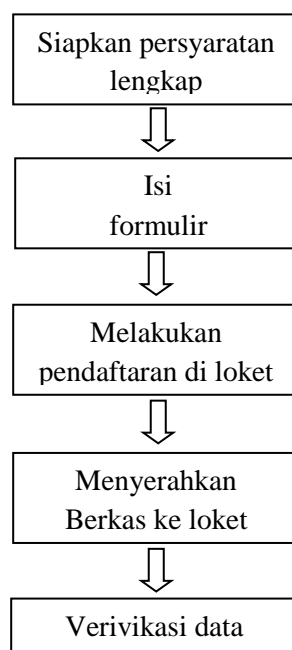 Siapkan persyaratan
lengkap
Isi
formulir
Melakukan
pendaftaran di loket
Menyerahkan
Berkas ke loket
Verivikasi data